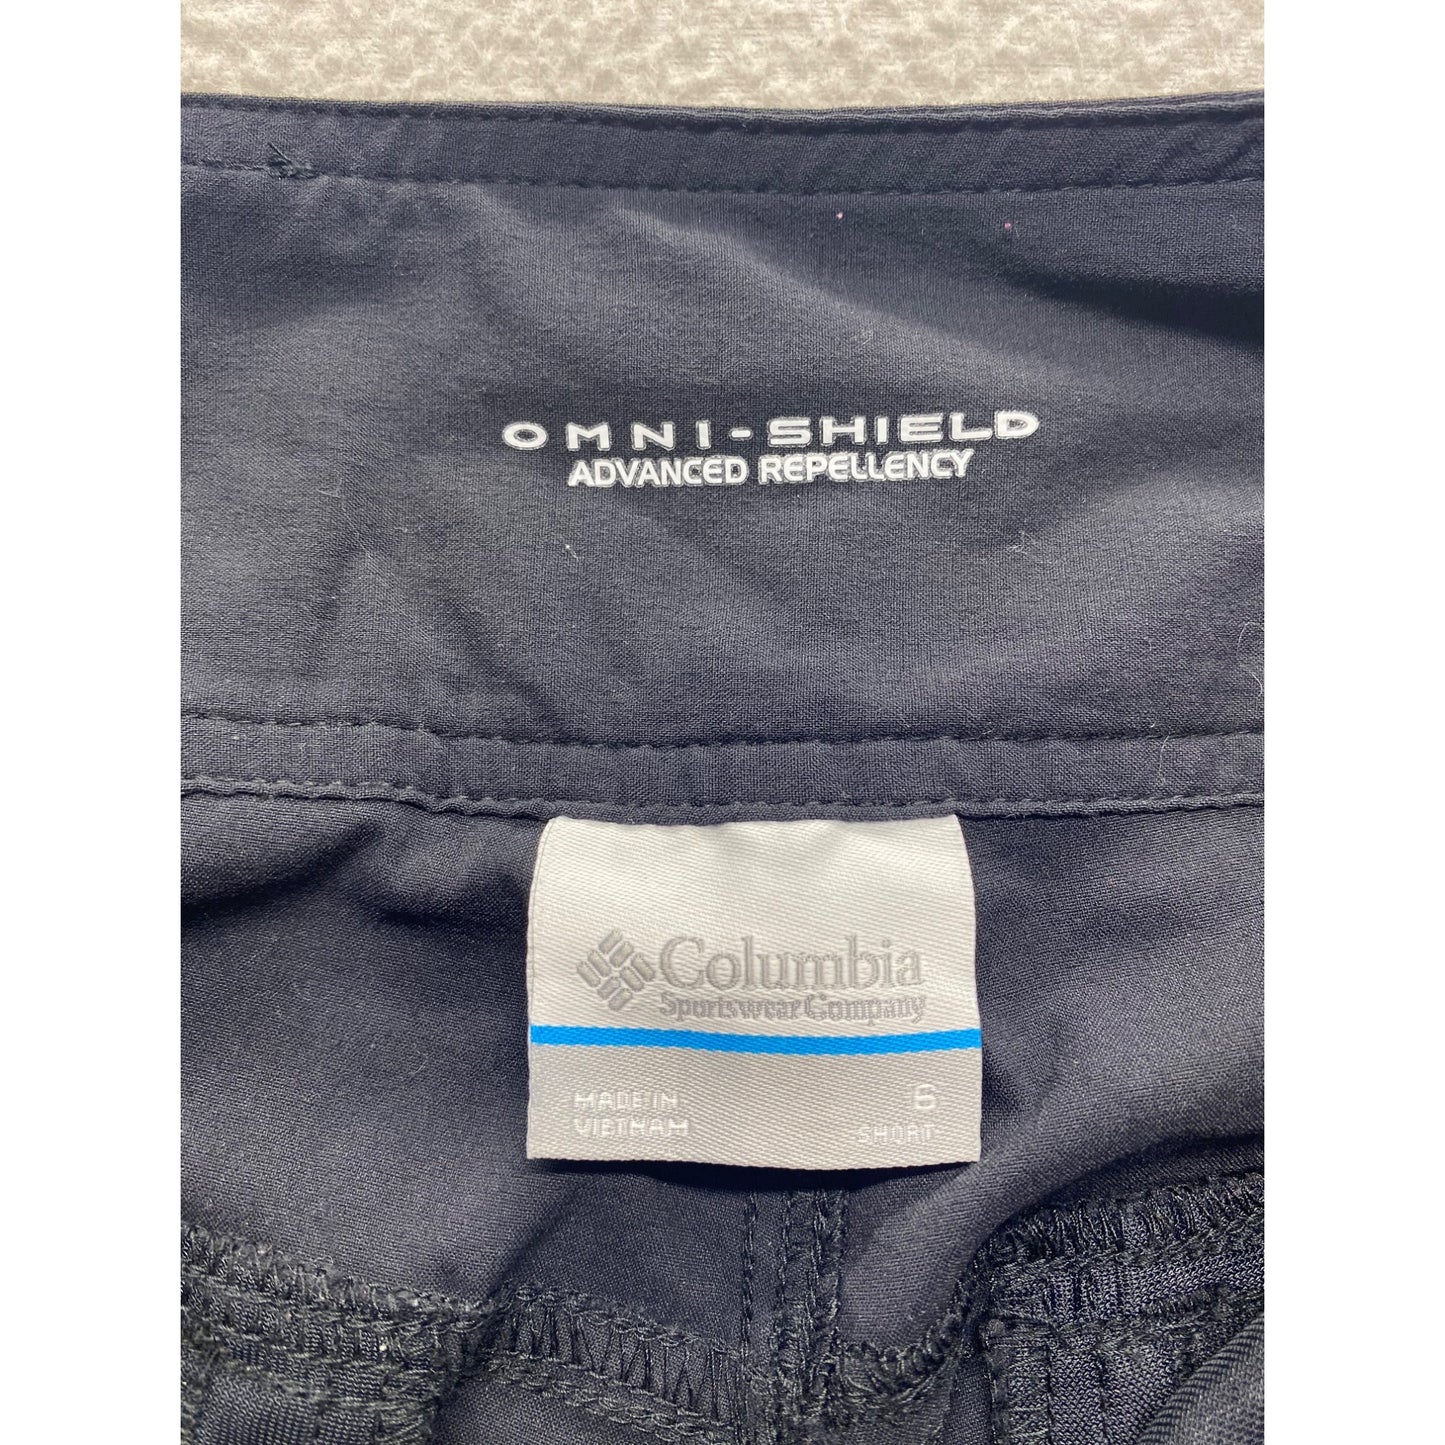 OMNI-SHIELD
ADVANCED REPELLENCY
Columbia
Sportswear Company
MADE IN
VIETNAM
6
SHORT